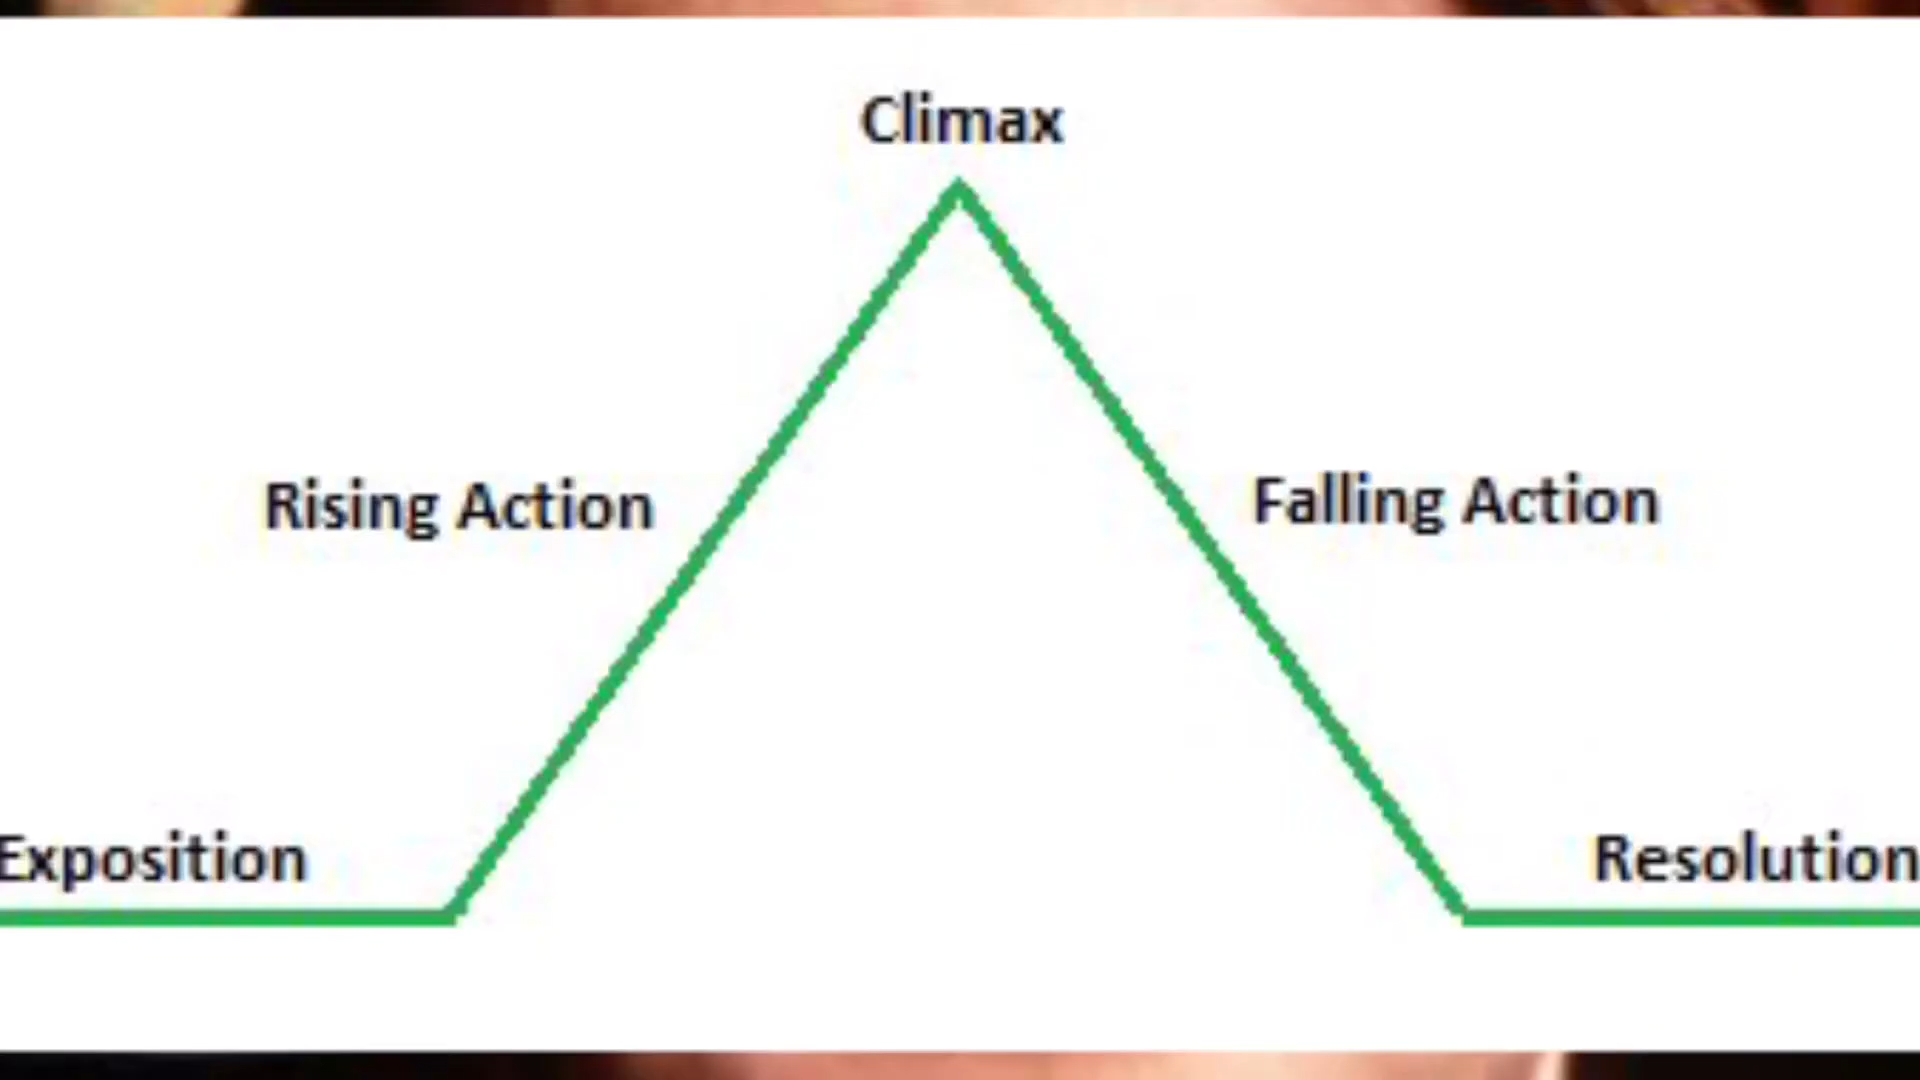 Climax
Rising Action
Falling Action
Exposition
Resolution